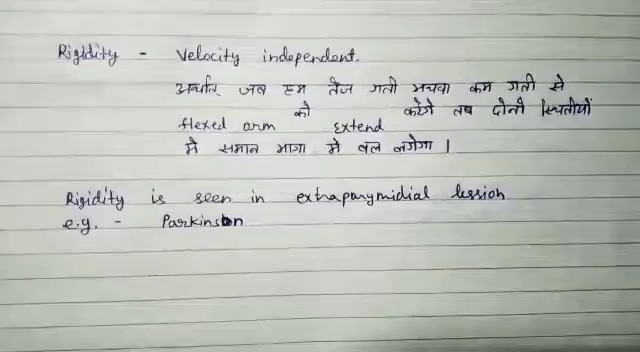 Rigidity - Velocity independent.
अर्थात् जब हम तेज गती अथवा कम गती से
flexed arm को extend करेंगे तब दोनो स्थितीयों
मे समान मात्रा मे बल लगेगा ।
Rigidity is seen in extrapanymidial lession
e.g. - Parkinson